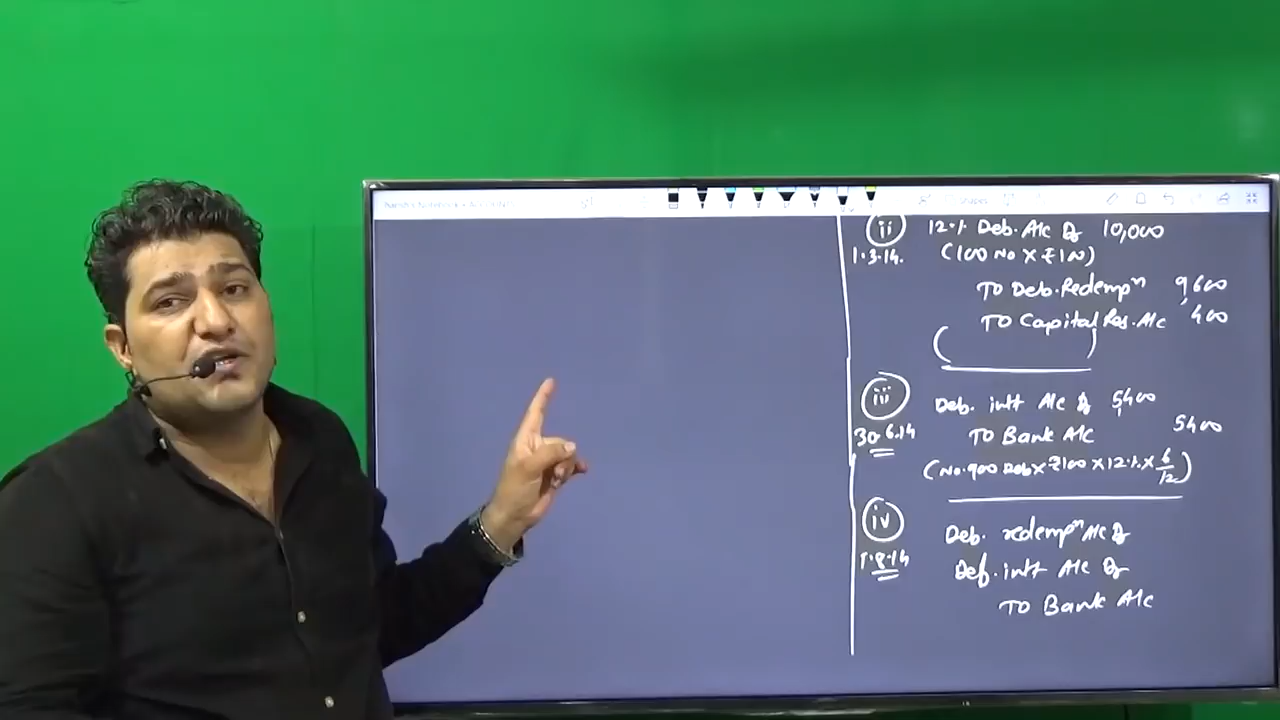 ii 12·% Deb. A/c Dr 10,000
1·3·14. (100 No X ₹100)
To Deb. Redempⁿ 9600
To Capital Res. A/c 400
iii Deb. intt A/c Dr 5400
30·6·14 To Bank A/c 5400
(No. 900 Deb X ₹100 X 12·% X 6/12)
iv Deb. redempⁿ A/c Dr
1·8·14 Deb. intt A/c Dr
To Bank A/c